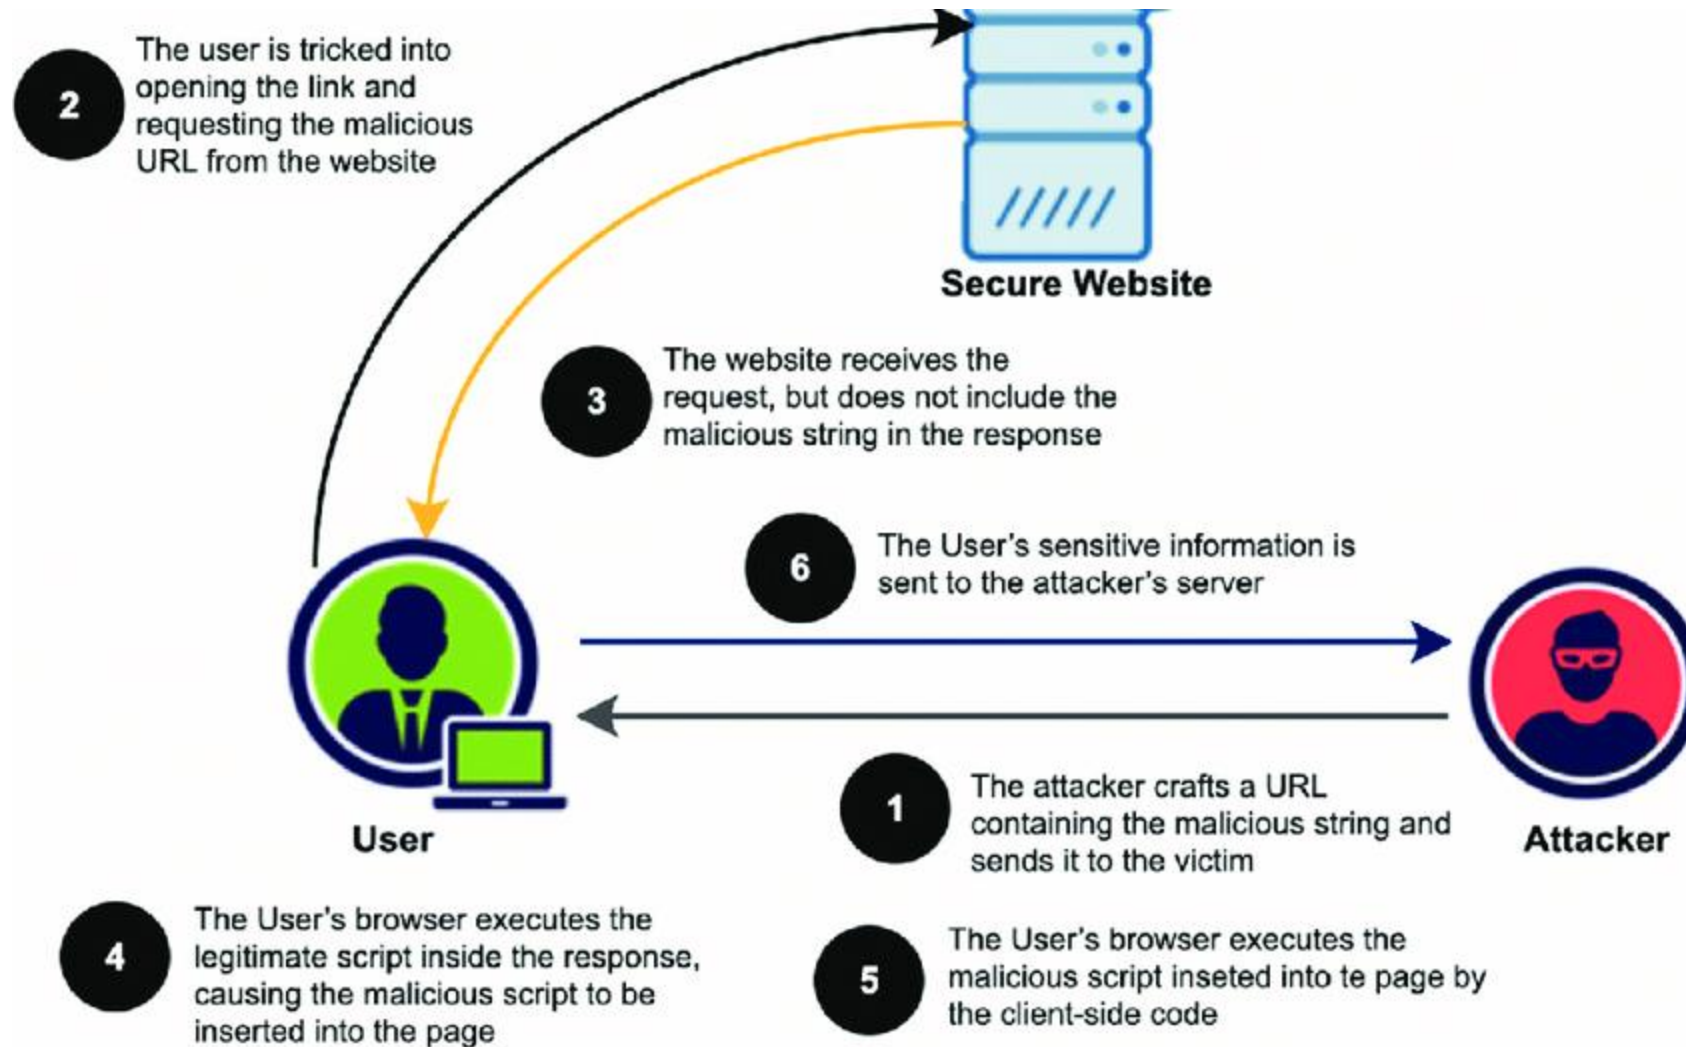 2
The user is tricked into
opening the link and
requesting the malicious
URL from the website
Secure Website
3
The website receives the
request, but does not include the
malicious string in the response
6
The User's sensitive information is
sent to the attacker's server
1
The attacker crafts a URL
containing the malicious string and
sends it to the victim
User
Attacker
4
The User's browser executes the
legitimate script inside the response,
causing the malicious script to be
inserted into the page
5
The User's browser executes the
malicious script inseted into te page by
the client-side code